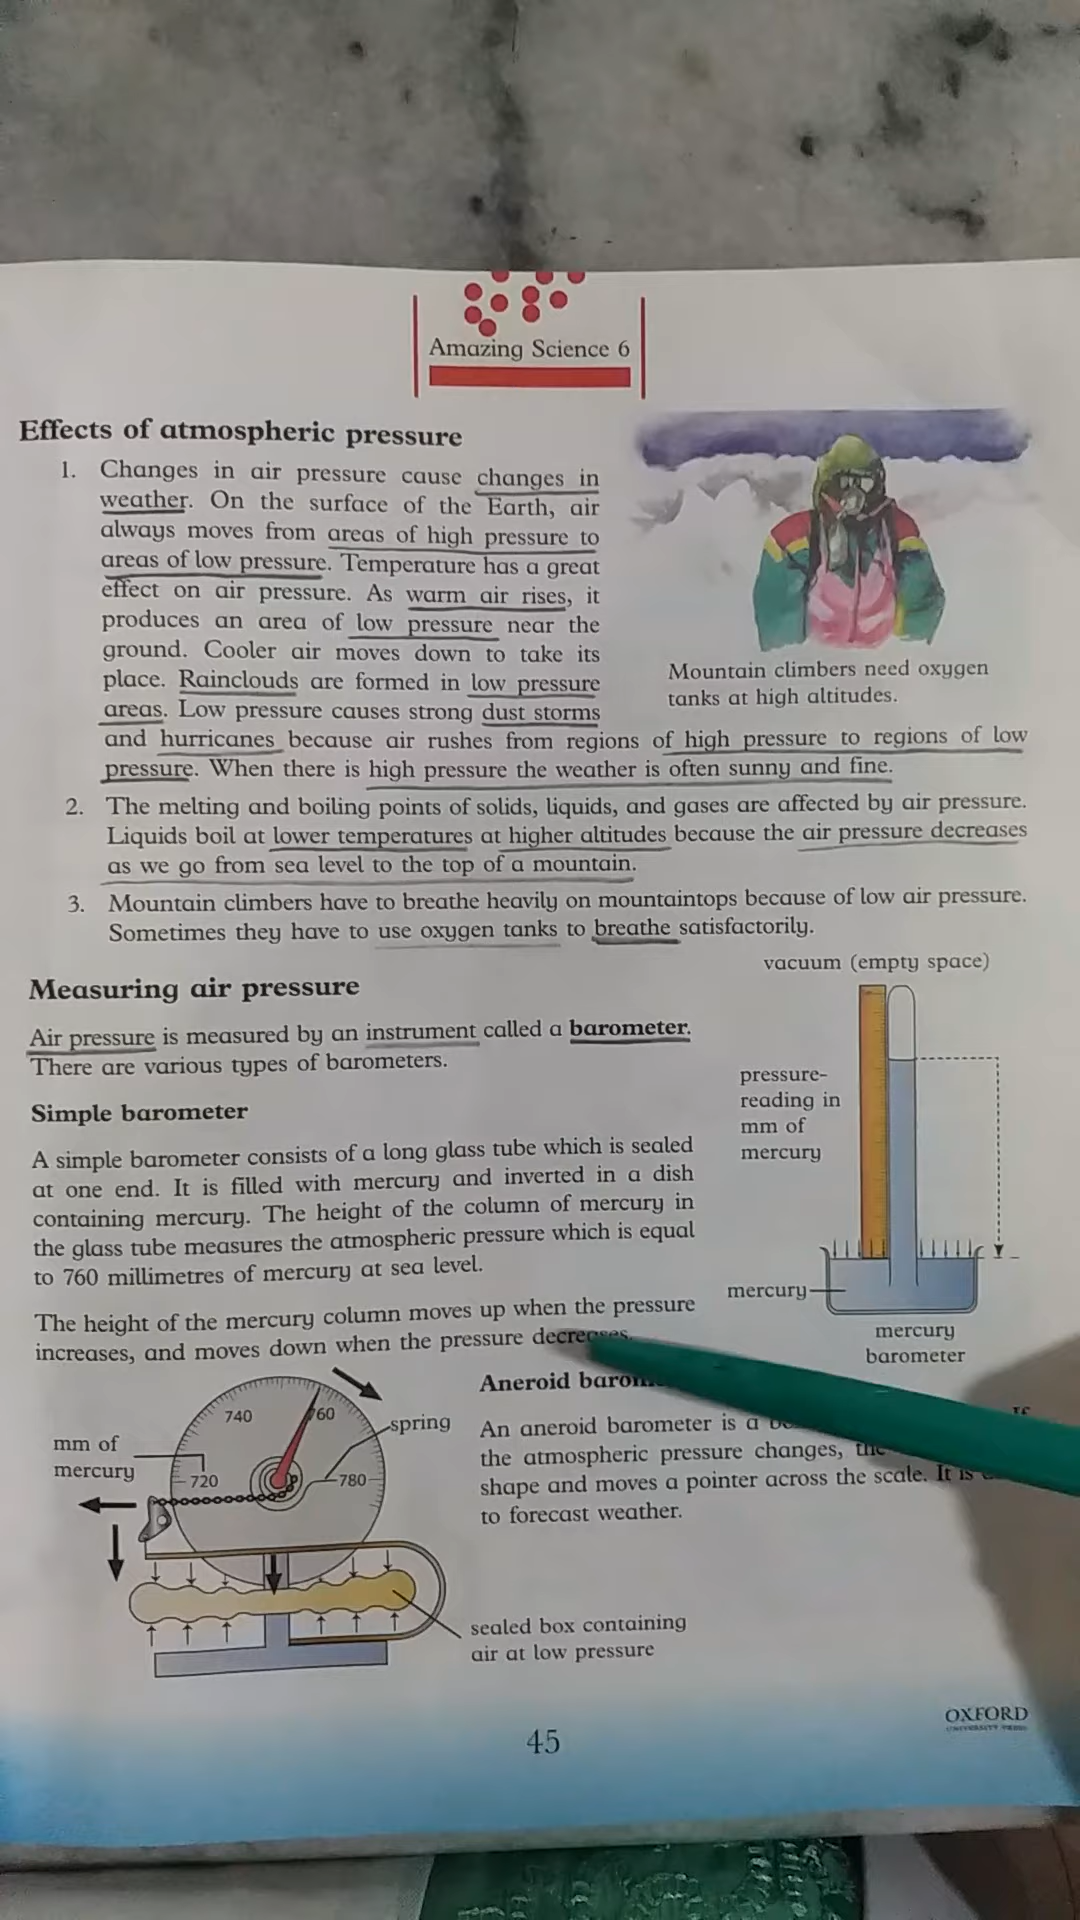 Amazing Science 6
Effects of atmospheric pressure
1. Changes in air pressure cause changes in
weather. On the surface of the Earth, air
always moves from areas of high pressure to
areas of low pressure. Temperature has a great
effect on air pressure. As warm air rises, it
produces an area of low pressure near the
ground. Cooler air moves down to take its
place. Rainclouds are formed in low pressure
areas. Low pressure causes strong dust storms
and hurricanes because air rushes from regions of high pressure to regions of low
pressure. When there is high pressure the weather is often sunny and fine.
Mountain climbers need oxygen
tanks at high altitudes.
2. The melting and boiling points of solids, liquids, and gases are affected by air pressure.
Liquids boil at lower temperatures at higher altitudes because the air pressure decreases
as we go from sea level to the top of a mountain.
3. Mountain climbers have to breathe heavily on mountaintops because of low air pressure.
Sometimes they have to use oxygen tanks to breathe satisfactorily.
Measuring air pressure
Air pressure is measured by an instrument called a barometer.
There are various types of barometers.
Simple barometer
A simple barometer consists of a long glass tube which is sealed
at one end. It is filled with mercury and inverted in a dish
containing mercury. The height of the column of mercury in
the glass tube measures the atmospheric pressure which is equal
to 760 millimetres of mercury at sea level.
The height of the mercury column moves up when the pressure
increases, and moves down when the pressure decreases.
vacuum (empty space)
pressure-
reading in
mm of
mercury
mercury
mercury
barometer
Aneroid
An aneroid barometer is a If
the atmospheric pressure changes,
shape and moves a pointer across the scale. It is
to forecast weather.
mm of
mercury
720
740
760
780
spring
sealed box containing
air at low pressure
45
OXFORD
UNIVERSITY PRESS